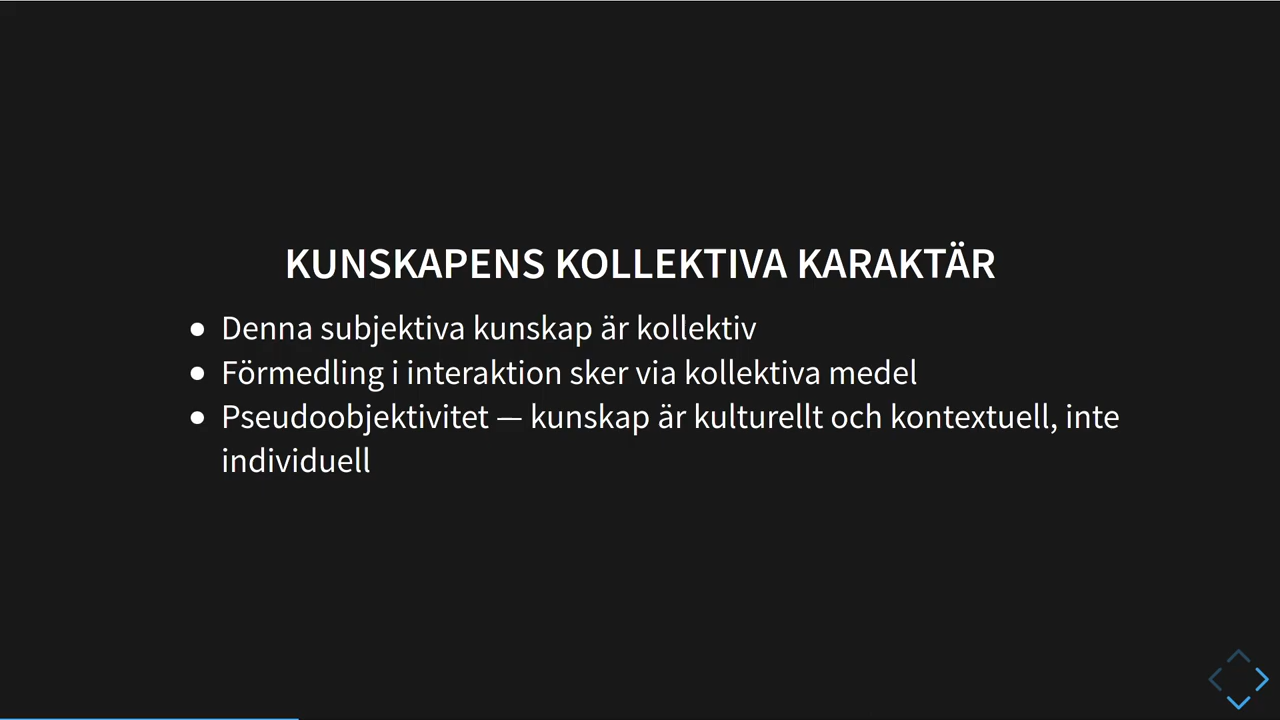 KUNSKAPENS KOLLEKTIVA KARAKTÄR
● Denna subjektiva kunskap är kollektiv
● Förmedling i interaktion sker via kollektiva medel
● Pseudoobjektivitet — kunskap är kulturellt och kontextuell, inte
individuell